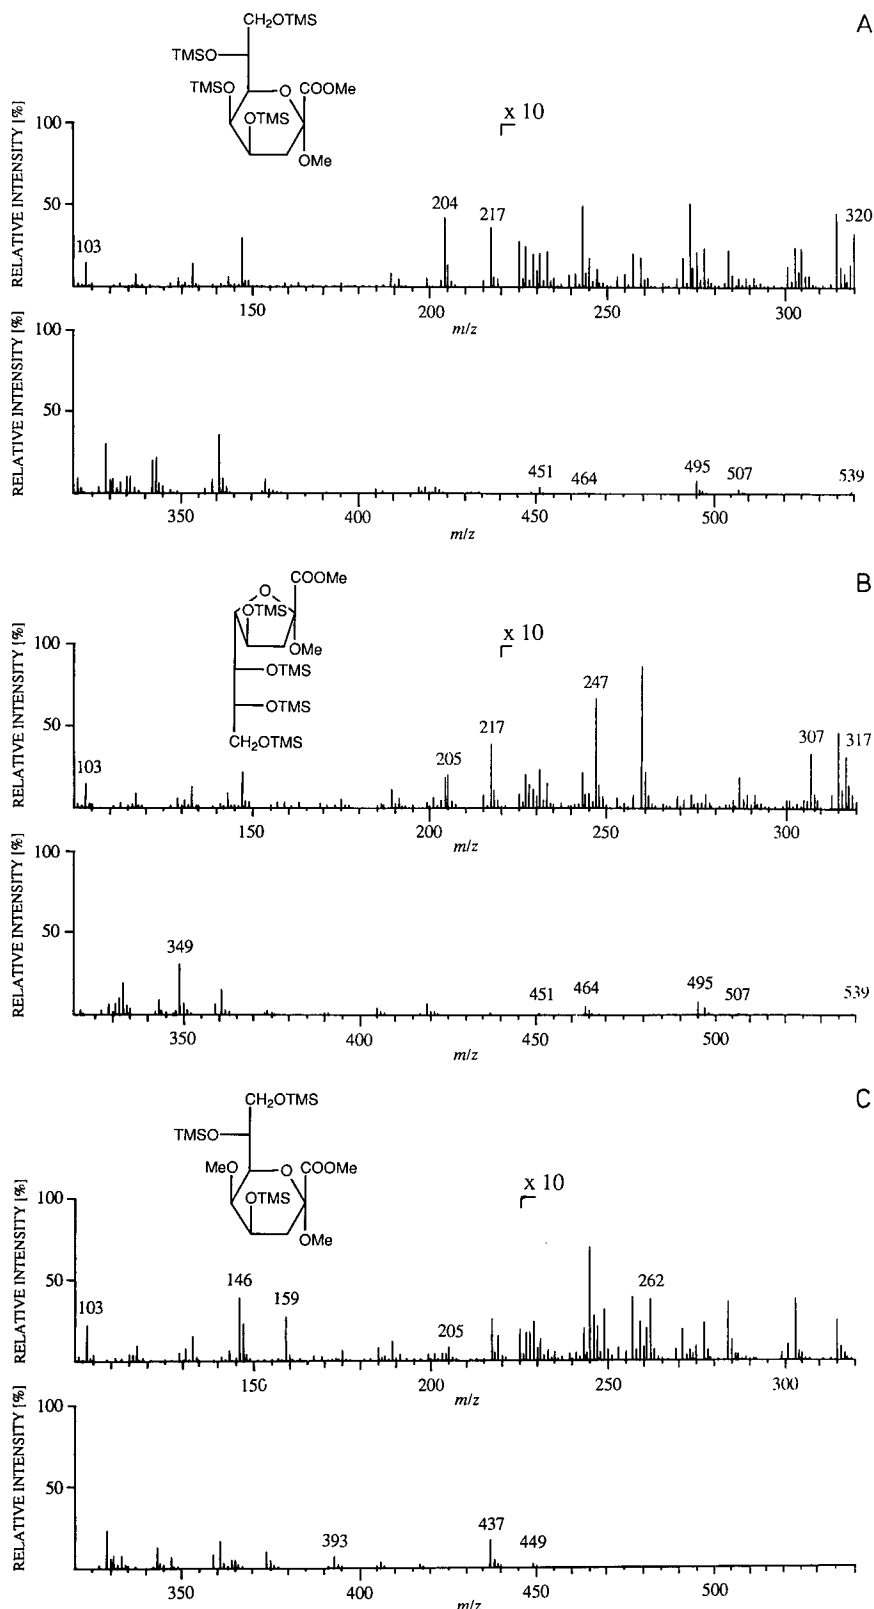 A
CH₂OTMS
TMSO
TMSO
O
COOMe
OTMS
OMe
x 10
RELATIVE INTENSITY [%]
100
50
103
204
217
320
150
200
250
300
m/z
RELATIVE INTENSITY [%]
100
50
451
464
495
507
539
350
400
450
500
m/z
B
COOMe
O
OTMS
OMe
OTMS
OTMS
CH₂OTMS
x 10
RELATIVE INTENSITY [%]
100
50
103
205
217
247
307
317
150
200
250
300
m/z
RELATIVE INTENSITY [%]
100
50
349
451
464
495
507
539
350
400
450
500
m/z
C
CH₂OTMS
TMSO
MeO
O
COOMe
OTMS
OMe
x 10
RELATIVE INTENSITY [%]
100
50
103
146
159
205
262
150
200
250
300
m/z
RELATIVE INTENSITY [%]
100
50
393
437
449
350
400
450
500
m/z